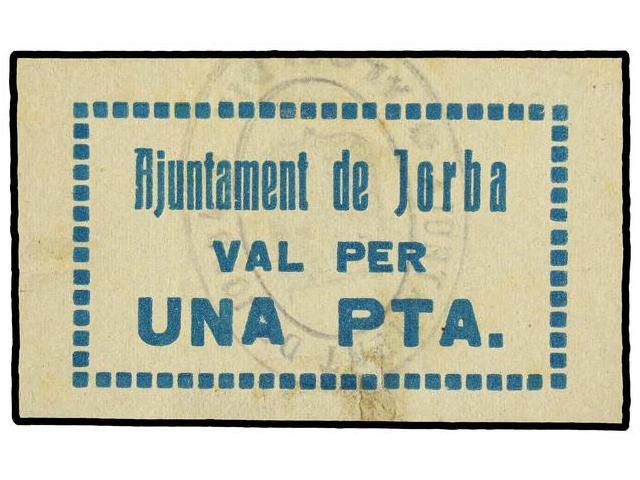 Ajuntament de Jorba
VAL PER
UNA PTA.